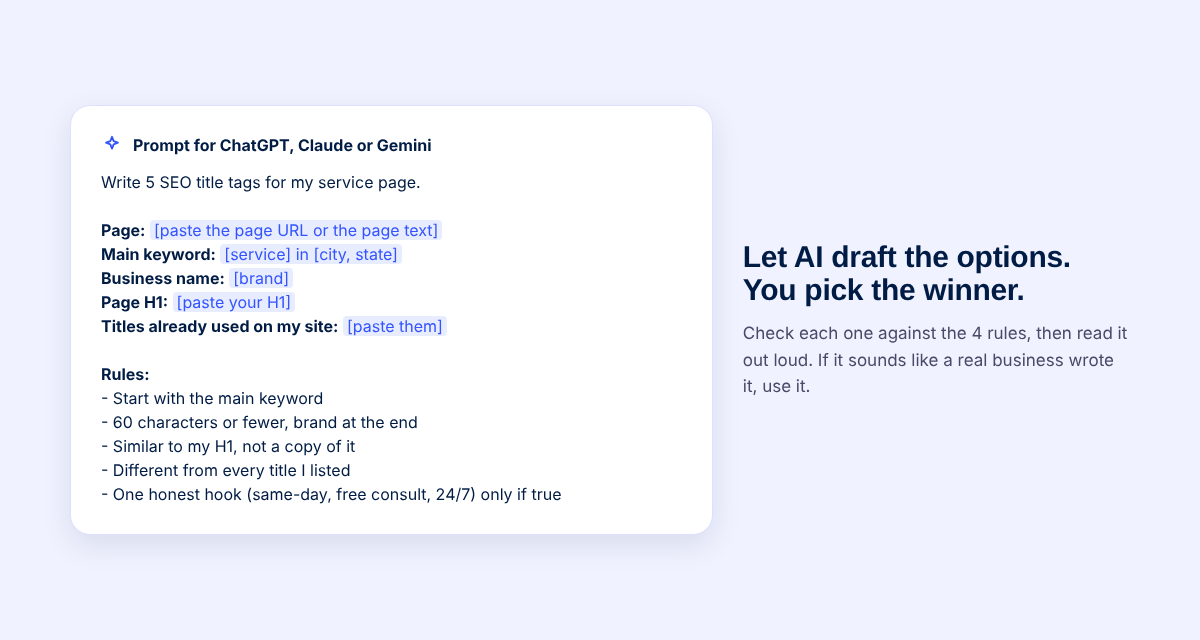 Prompt for ChatGPT, Claude or Gemini
Write 5 SEO title tags for my service page.
Page: [paste the page URL or the page text]
Main keyword: [service] in [city, state]
Business name: [brand]
Page H1: [paste your H1]
Titles already used on my site: [paste them]
Rules:
- Start with the main keyword
- 60 characters or fewer, brand at the end
- Similar to my H1, not a copy of it
- Different from every title I listed
- One honest hook (same-day, free consult, 24/7) only if true
Let AI draft the options.
You pick the winner.
Check each one against the 4 rules, then read it
out loud. If it sounds like a real business wrote
it, use it.